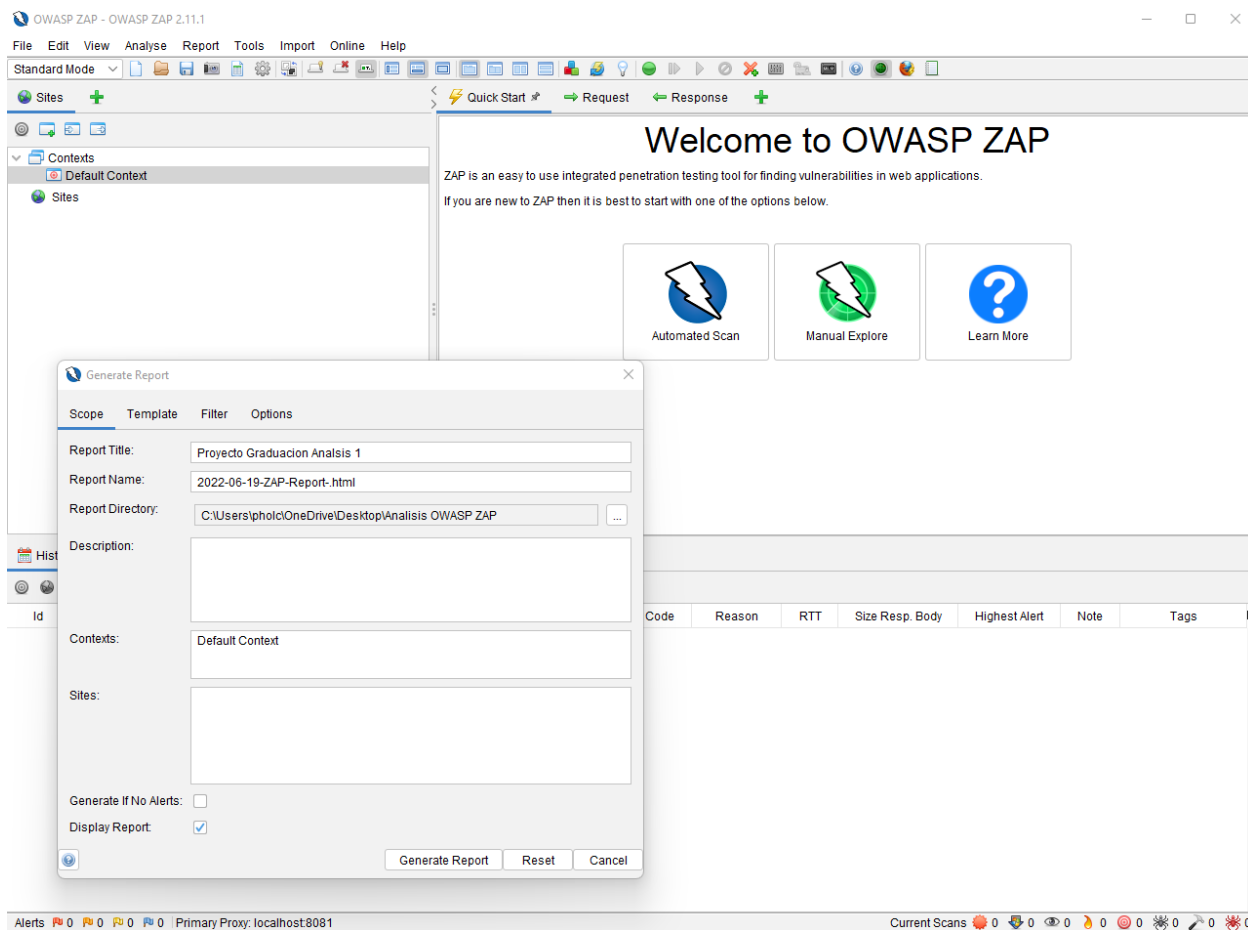 OWASP ZAP - OWASP ZAP 2.11.1
File Edit View Analyse Report Tools Import Online Help
Standard Mode
Sites
Quick Start
Request
Response
Contexts
Default Context
Sites
Welcome to OWASP ZAP
ZAP is an easy to use integrated penetration testing tool for finding vulnerabilities in web applications.
If you are new to ZAP then it is best to start with one of the options below.
Automated Scan
Manual Explore
Learn More
Generate Report
Scope Template Filter Options
Report Title: Proyecto Graduacion Analsis 1
Report Name: 2022-06-19-ZAP-Report-.html
Report Directory: C:\Users\pholc\OneDrive\Desktop\Analisis OWASP ZAP ...
Description:
Contexts: Default Context
Sites:
Generate If No Alerts:
Display Report:
Generate Report Reset Cancel
Hist
Id Code Reason RTT Size Resp. Body Highest Alert Note Tags
Alerts 0 0 0 0 Primary Proxy: localhost:8081
Current Scans 0 0 0 0 0 0 0 0